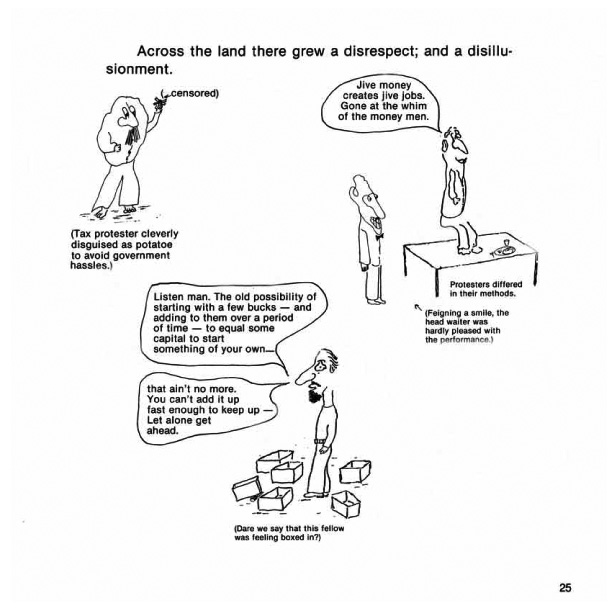 Across the land there grew a disrespect; and a disillu-
sionment.
censored)
Jive money
creates jive jobs.
Gone at the whim
of the money men.
(Tax protester cleverly
disguised as potatoe
to avoid government
hassles.)
Protesters differed
in their methods.
(Feigning a smile, the
head waiter was
hardly pleased with
the performance.)
Listen man. The old possibility of
starting with a few bucks — and
adding to them over a period
of time — to equal some
capital to start
something of your own—
that ain't no more.
You can't add it up
fast enough to keep up —
Let alone get
ahead.
(Dare we say that this fellow
was feeling boxed in?)
25